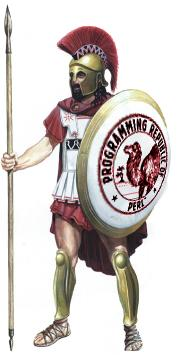 PROGRAMMING REPUBLIC OF
PERL